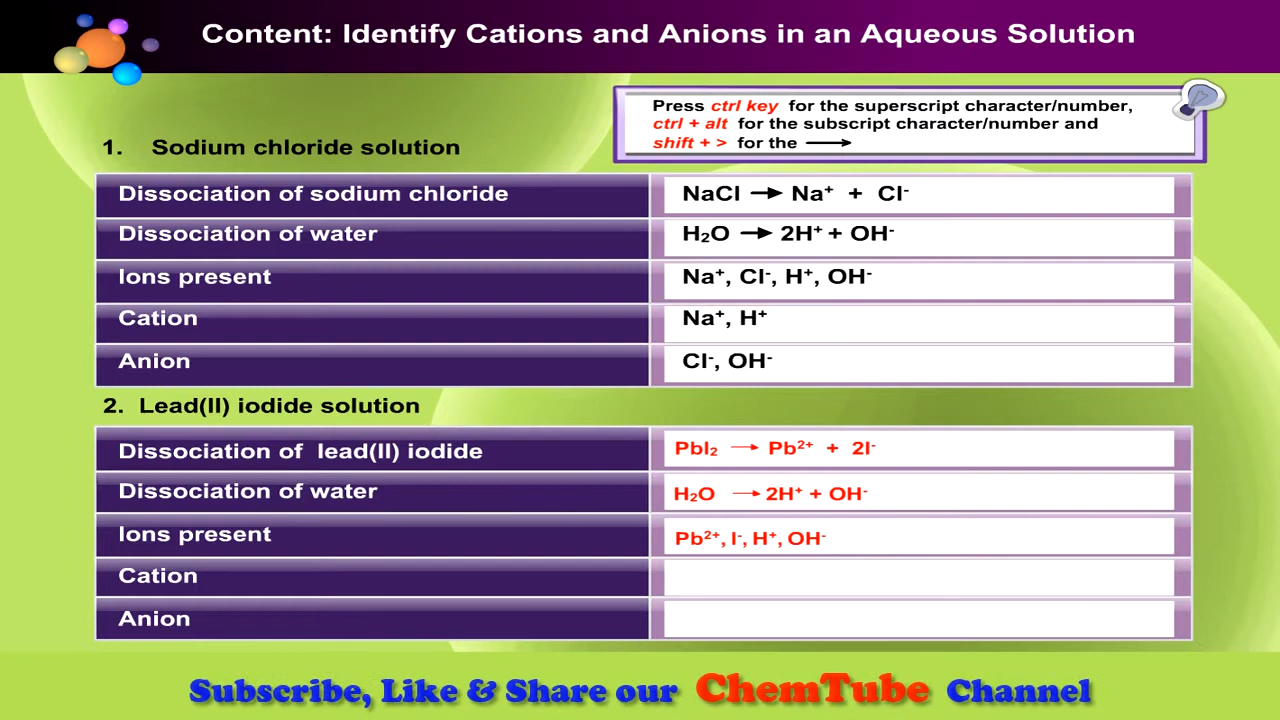 Content: Identify Cations and Anions in an Aqueous Solution
Press ctrl key for the superscript character/number,
ctrl + alt for the subscript character/number and
shift + > for the ⟶
1. Sodium chloride solution
Dissociation of sodium chloride NaCl → Na⁺ + Cl⁻
Dissociation of water H₂O → 2H⁺ + OH⁻
Ions present Na⁺, Cl⁻, H⁺, OH⁻
Cation Na⁺, H⁺
Anion Cl⁻, OH⁻
2. Lead(II) iodide solution
Dissociation of lead(II) iodide PbI₂ → Pb²⁺ + 2I⁻
Dissociation of water H₂O → 2H⁺ + OH⁻
Ions present Pb²⁺, I⁻, H⁺, OH⁻
Cation
Anion
Subscribe, Like & Share our ChemTube Channel